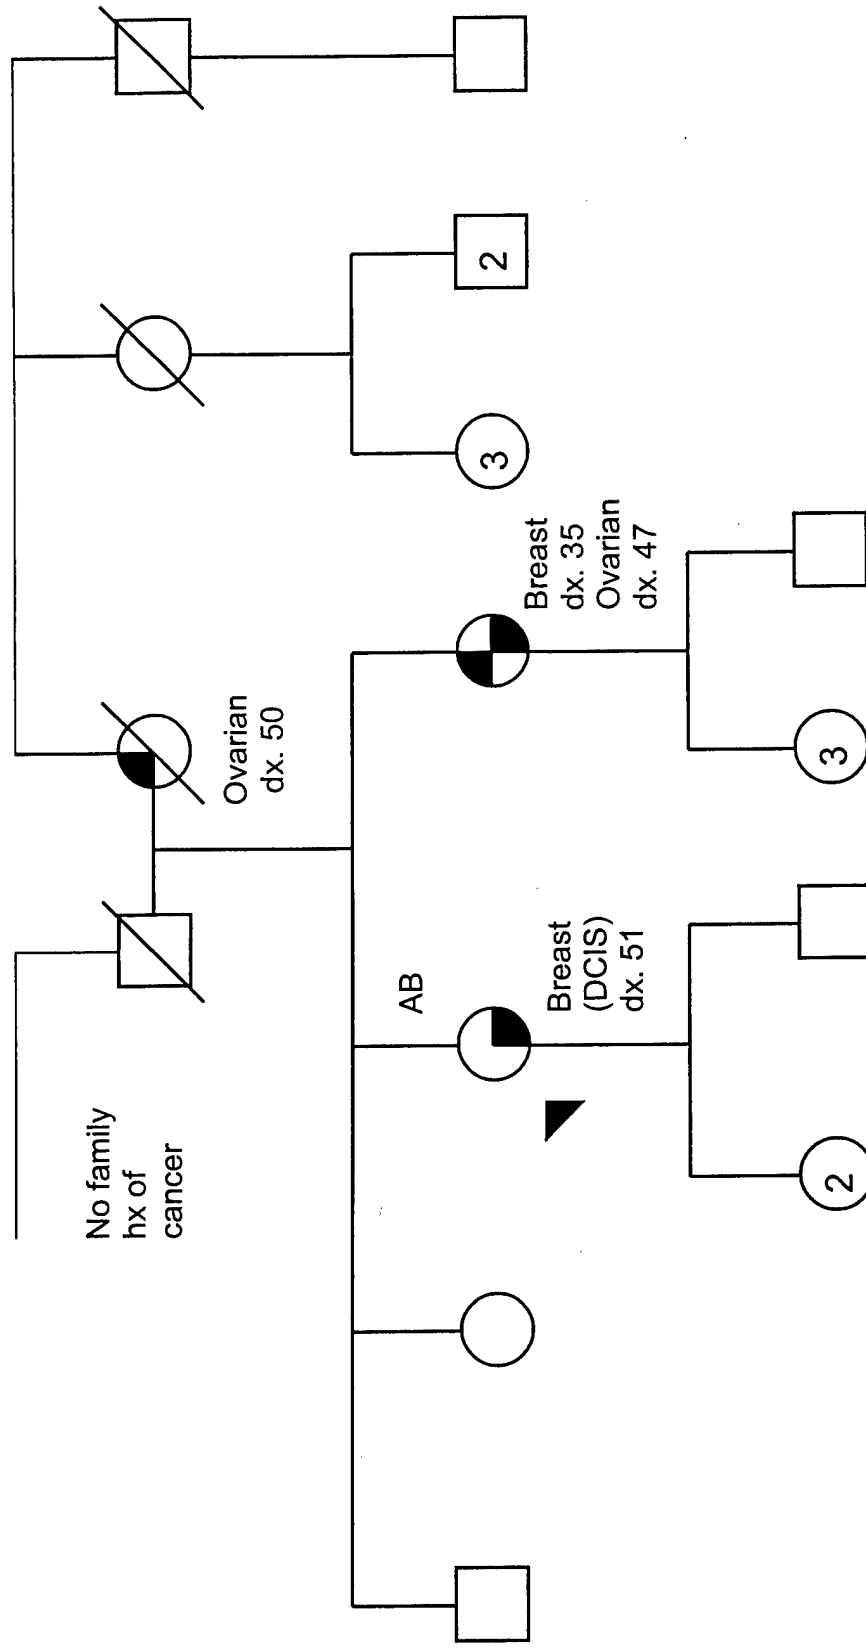 No family
hx of
cancer
Ovarian
dx. 50
AB
Breast
(DCIS)
dx. 51
Breast
dx. 35
Ovarian
dx. 47
3
2
2
3